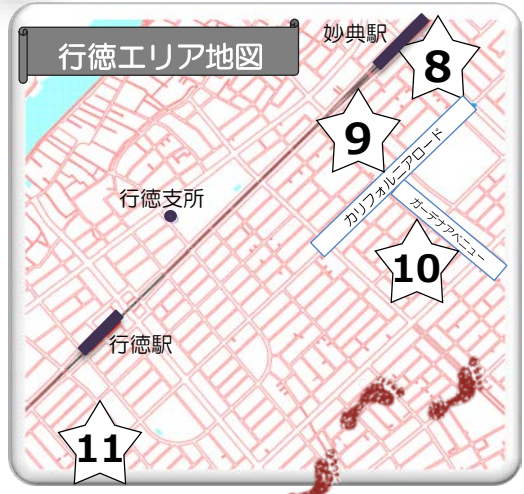 行徳エリア地図
妙典駅
8
9
カリフォルニアロード
行徳支所
ガーデナアベニュー
10
行徳駅
11